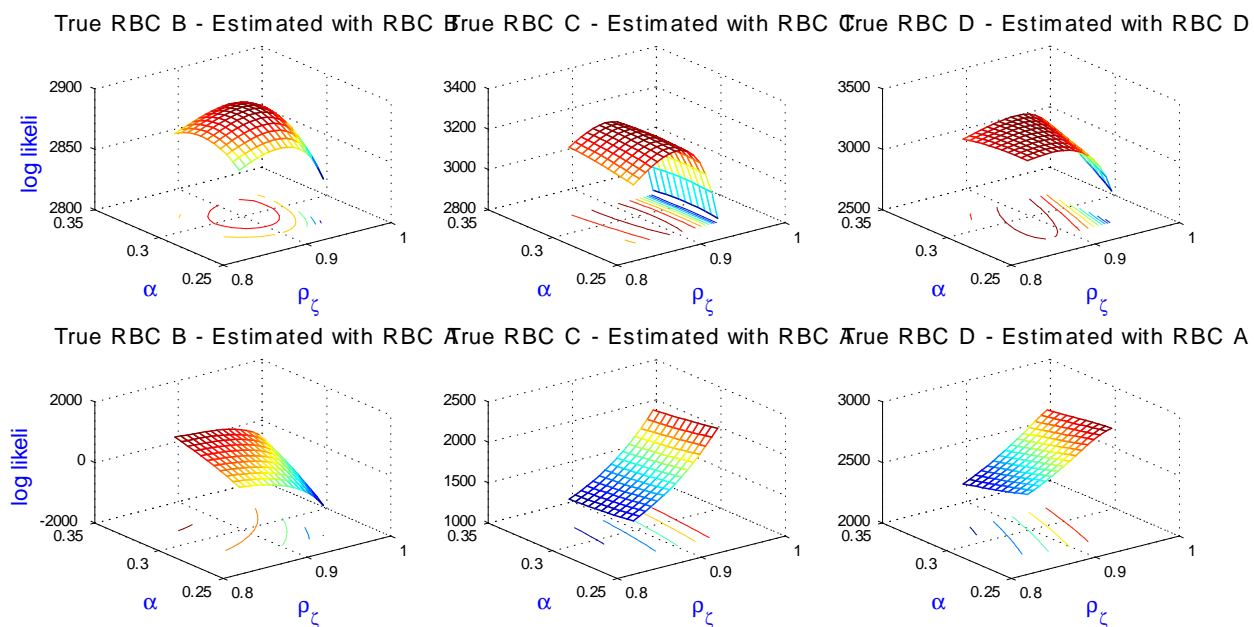 True RBC B - Estimated with RBC B
True RBC C - Estimated with RBC C
True RBC D - Estimated with RBC D
2900
2850
2800
log likeli
0.35
0.3
0.25
α
0.8
0.9
1
ρζ
3400
3200
3000
2800
0.35
0.3
0.25
α
0.8
0.9
1
ρζ
3500
3000
2500
0.35
0.3
0.25
α
0.8
0.9
1
ρζ
True RBC B - Estimated with RBC A
True RBC C - Estimated with RBC A
True RBC D - Estimated with RBC A
2000
0
-2000
log likeli
0.35
0.3
0.25
α
0.8
0.9
1
ρζ
2500
2000
1500
1000
0.35
0.3
0.25
α
0.8
0.9
1
ρζ
3000
2500
2000
0.35
0.3
0.25
α
0.8
0.9
1
ρζ